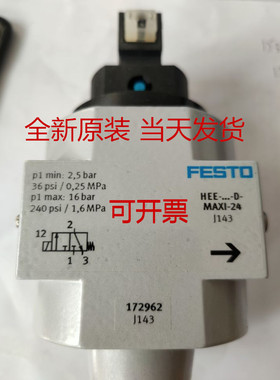 全新原装 当天发货
p1 min: 2,5 bar
36 psi / 0,25 MPa
p1 max: 16 bar
240 psi / 1,6 MPa
FESTO
HEE-...-D-
MAXI-24
J143
可开票
2
12
1 3
172962
J143